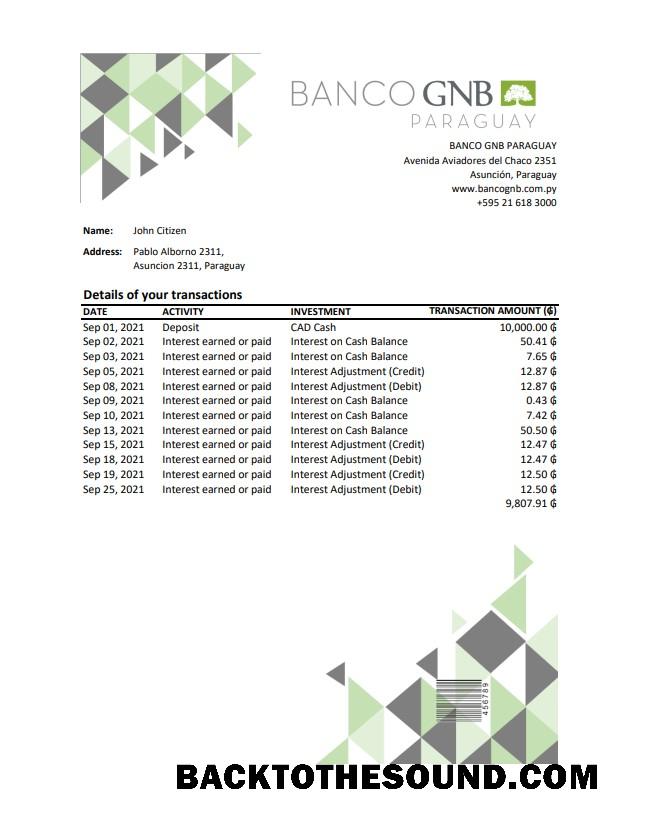 BANCO GNB
PARAGUAY
BANCO GNB PARAGUAY
Avenida Aviadores del Chaco 2351
Asunción, Paraguay
www.bancognb.com.py
+595 21 618 3000
Name: John Citizen
Address: Pablo Alborno 2311,
Asuncion 2311, Paraguay
Details of your transactions
DATE ACTIVITY INVESTMENT TRANSACTION AMOUNT (₲)
Sep 01, 2021 Deposit CAD Cash 10,000.00 ₲
Sep 02, 2021 Interest earned or paid Interest on Cash Balance 50.41 ₲
Sep 03, 2021 Interest earned or paid Interest on Cash Balance 7.65 ₲
Sep 05, 2021 Interest earned or paid Interest Adjustment (Credit) 12.87 ₲
Sep 08, 2021 Interest earned or paid Interest Adjustment (Debit) 12.87 ₲
Sep 09, 2021 Interest earned or paid Interest on Cash Balance 0.43 ₲
Sep 10, 2021 Interest earned or paid Interest on Cash Balance 7.42 ₲
Sep 13, 2021 Interest earned or paid Interest on Cash Balance 50.50 ₲
Sep 15, 2021 Interest earned or paid Interest Adjustment (Credit) 12.47 ₲
Sep 18, 2021 Interest earned or paid Interest Adjustment (Debit) 12.47 ₲
Sep 19, 2021 Interest earned or paid Interest Adjustment (Credit) 12.50 ₲
Sep 25, 2021 Interest earned or paid Interest Adjustment (Debit) 12.50 ₲
9,807.91 ₲
456789
BACKTOTHESOUND.COM